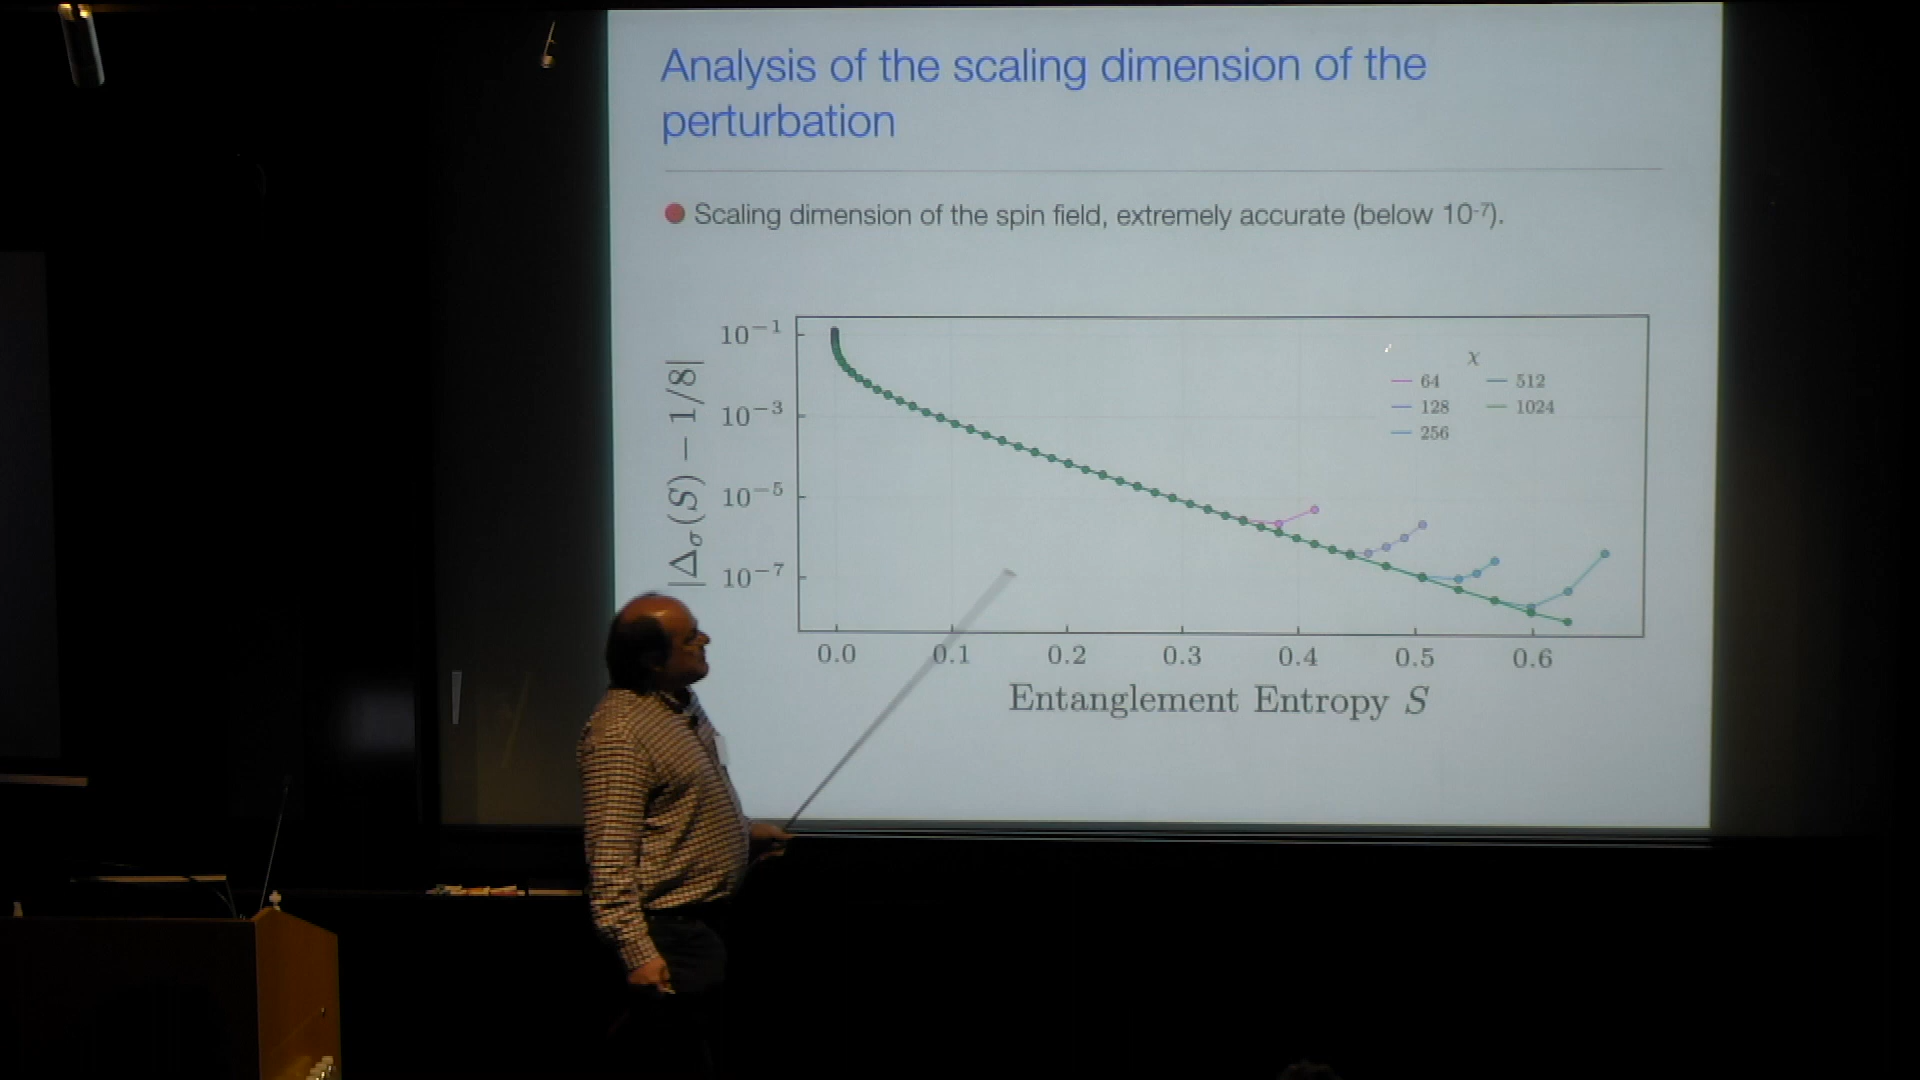 Analysis of the scaling dimension of the
perturbation
Scaling dimension of the spin field, extremely accurate (below 10⁻⁷).
10⁻¹
10⁻³
10⁻⁵
10⁻⁷
|Δσ(S) − 1/8|
χ
64 512
128 1024
256
0.0 0.1 0.2 0.3 0.4 0.5 0.6
Entanglement Entropy S